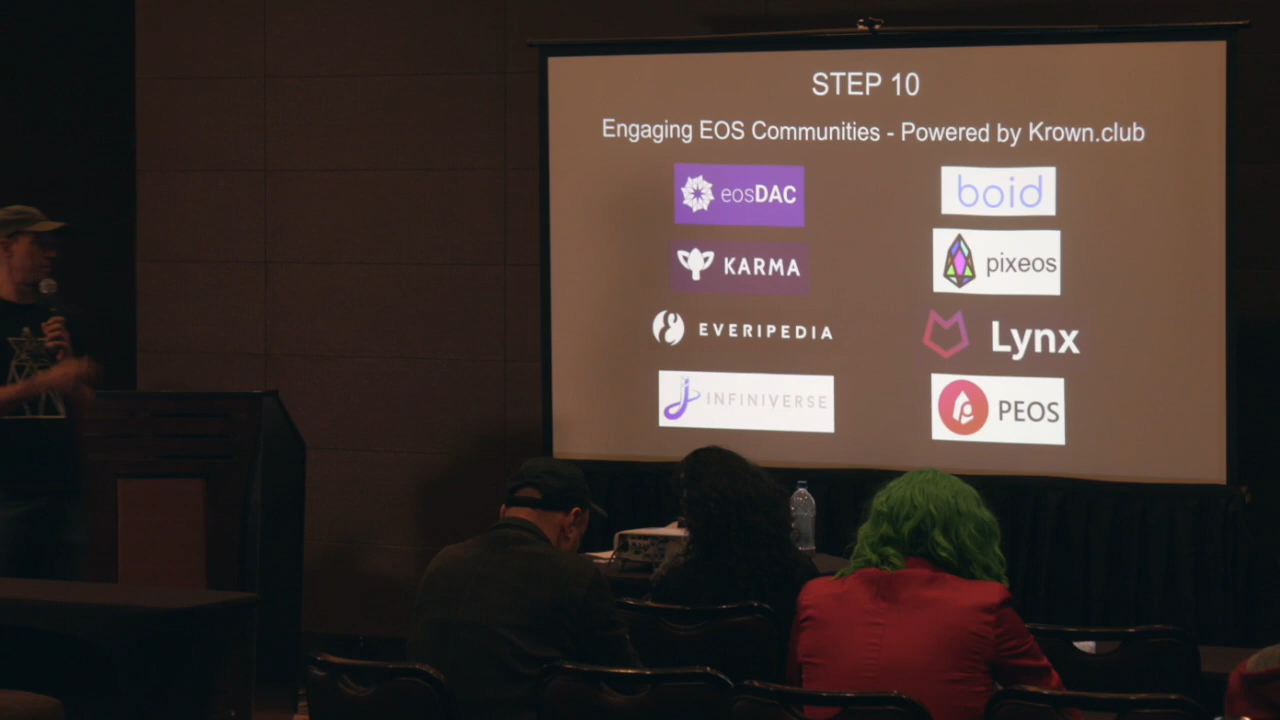 STEP 10
Engaging EOS Communities - Powered by Krown.club
eosDAC
boid
KARMA
pixeos
EVERIPEDIA
Lynx
INFINIVERSE
PEOS